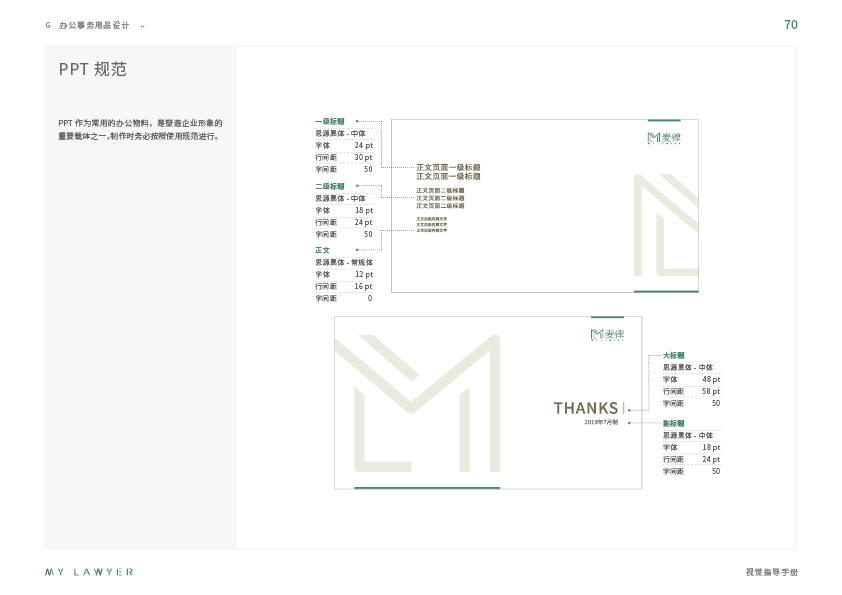 G 办公事务用品设计
70
PPT 规范
PPT 作为常用的办公物料，是塑造企业形象的
重要载体之一,制作时务必按照使用规范进行。
一级标题
思源黑体 - 中体
字体 24 pt
行间距 30 pt
字间距 50
二级标题
思源黑体 - 中体
字体 18 pt
行间距 24 pt
字间距 50
正文
思源黑体 - 常规体
字体 12 pt
行间距 16 pt
字间距 0
麦律
正文页面一级标题
正文页面一级标题
正文页面二级标题
正文页面二级标题
正文页面二级标题
正文页面内容文字
正文页面内容文字
正文页面内容文字
麦律
THANKS
2019年7月制
大标题
思源黑体 - 中体
字体 48 pt
行间距 58 pt
字间距 50
副标题
思源黑体 - 中体
字体 18 pt
行间距 24 pt
字间距 50
MY LAWYER
视觉指导手册